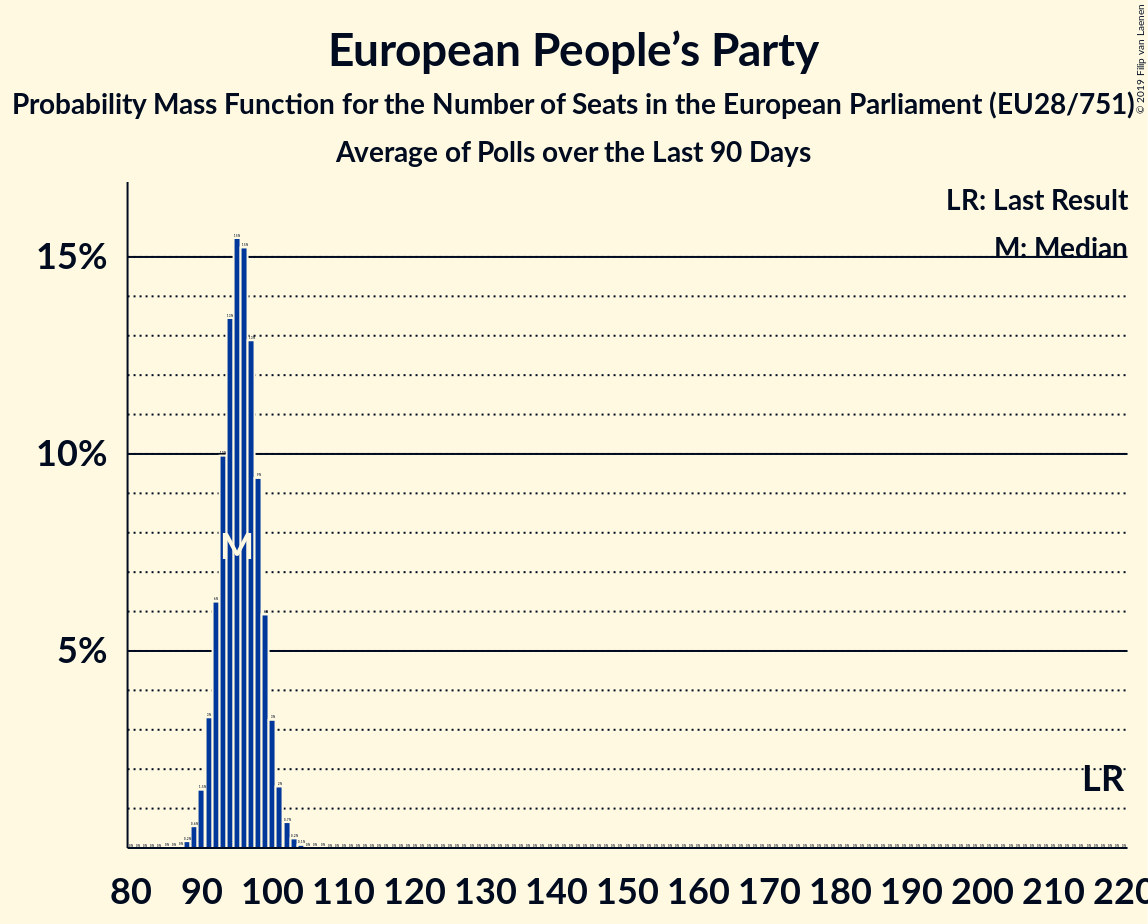 European People’s Party
Probability Mass Function for the Number of Seats in the European Parliament (EU28/751)
Average of Polls over the Last 90 Days
© 2019 Filip van Laenen
LR: Last Result
M: Median
15%
10%
5%
M
LR
80 90 100 110 120 130 140 150 160 170 180 190 200 210 220